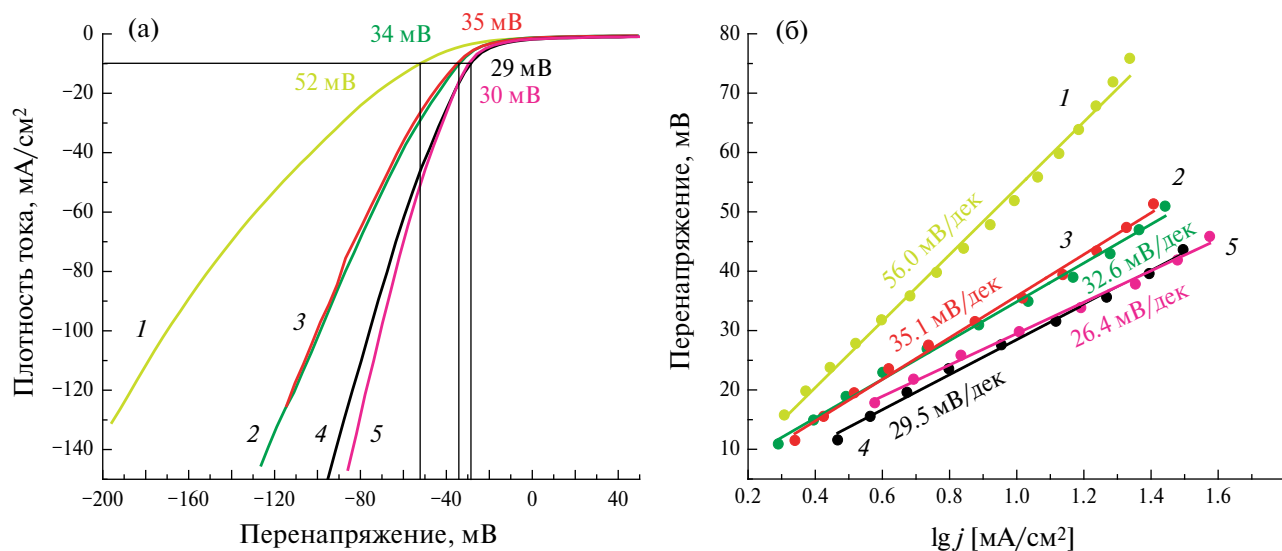 (а)
34 мВ
35 мВ
52 мВ
29 мВ
30 мВ
1
2
3
4
5
0
−20
−40
−60
−80
−100
−120
−140
Плотность тока, мА/см²
−200
−160
−120
−80
−40
0
40
Перенапряжение, мВ
(б)
80
70
60
50
40
30
20
10
Перенапряжение, мВ
1
2
3
4
5
56.0 мВ/дек
35.1 мВ/дек
32.6 мВ/дек
26.4 мВ/дек
29.5 мВ/дек
0.2
0.4
0.6
0.8
1.0
1.2
1.4
1.6
lg j [мА/см²]